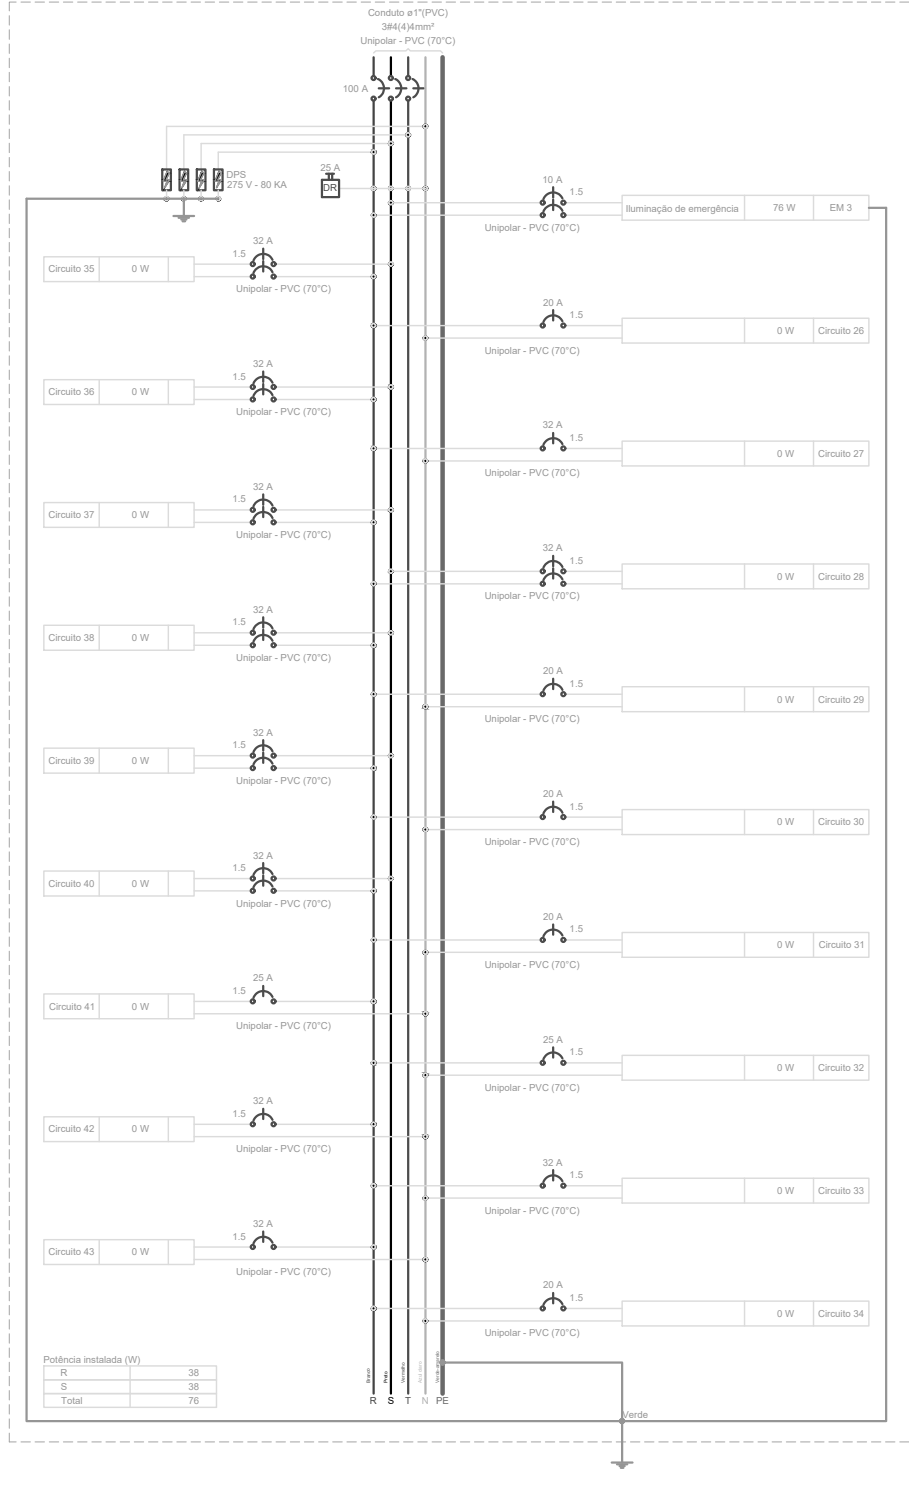 Conduto ø1"(PVC)
3#4(4)4mm²
Unipolar - PVC (70°C)
100 A
DPS
275 V - 80 KA
25 A
DR
10 A
1.5
Iluminação de emergência 76 W EM 3
Unipolar - PVC (70°C)
32 A
1.5
Circuito 35 0 W
Unipolar - PVC (70°C)
20 A
1.5
0 W Circuito 26
Unipolar - PVC (70°C)
32 A
1.5
Circuito 36 0 W
Unipolar - PVC (70°C)
32 A
1.5
0 W Circuito 27
Unipolar - PVC (70°C)
32 A
1.5
Circuito 37 0 W
Unipolar - PVC (70°C)
32 A
1.5
0 W Circuito 28
Unipolar - PVC (70°C)
32 A
1.5
Circuito 38 0 W
Unipolar - PVC (70°C)
20 A
1.5
0 W Circuito 29
Unipolar - PVC (70°C)
32 A
1.5
Circuito 39 0 W
Unipolar - PVC (70°C)
20 A
1.5
0 W Circuito 30
Unipolar - PVC (70°C)
32 A
1.5
Circuito 40 0 W
Unipolar - PVC (70°C)
20 A
1.5
0 W Circuito 31
Unipolar - PVC (70°C)
25 A
1.5
Circuito 41 0 W
Unipolar - PVC (70°C)
25 A
1.5
0 W Circuito 32
Unipolar - PVC (70°C)
32 A
1.5
Circuito 42 0 W
Unipolar - PVC (70°C)
32 A
1.5
0 W Circuito 33
Unipolar - PVC (70°C)
32 A
1.5
Circuito 43 0 W
Unipolar - PVC (70°C)
20 A
1.5
0 W Circuito 34
Unipolar - PVC (70°C)
Potência instalada (W)
R 38
S 38
Total 76
Branco
Preto
Vermelho
R S T N PE
Verde